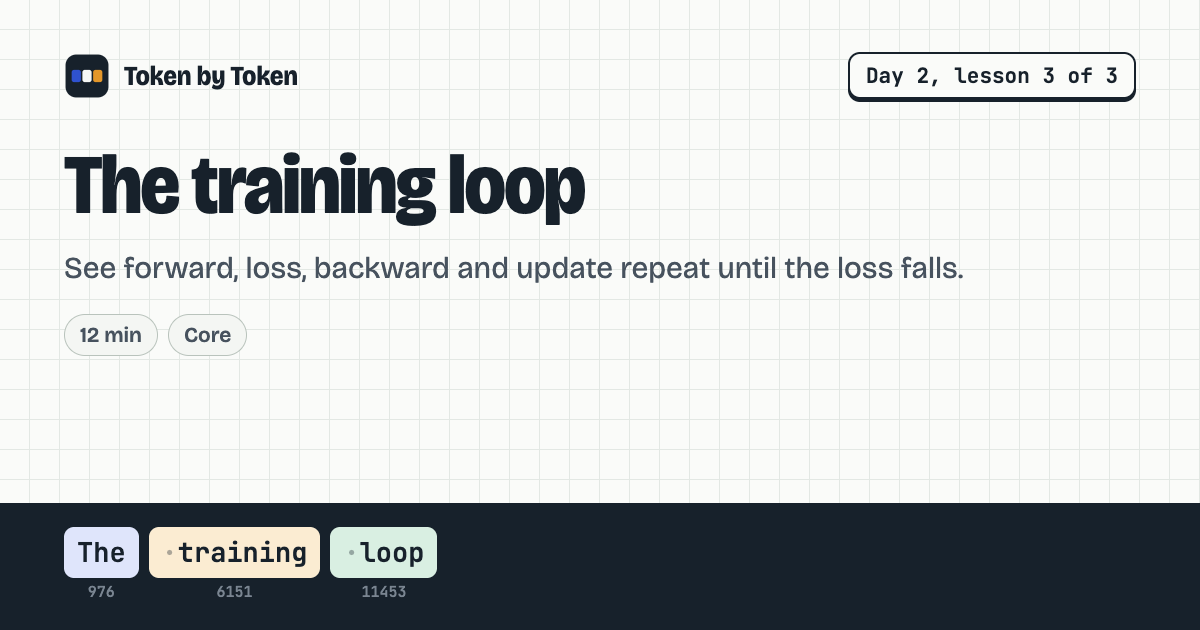 Token by Token
Day 2, lesson 3 of 3
The training loop
See forward, loss, backward and update repeat until the loss falls.
12 min
Core
The ·training ·loop
976 6151 11453